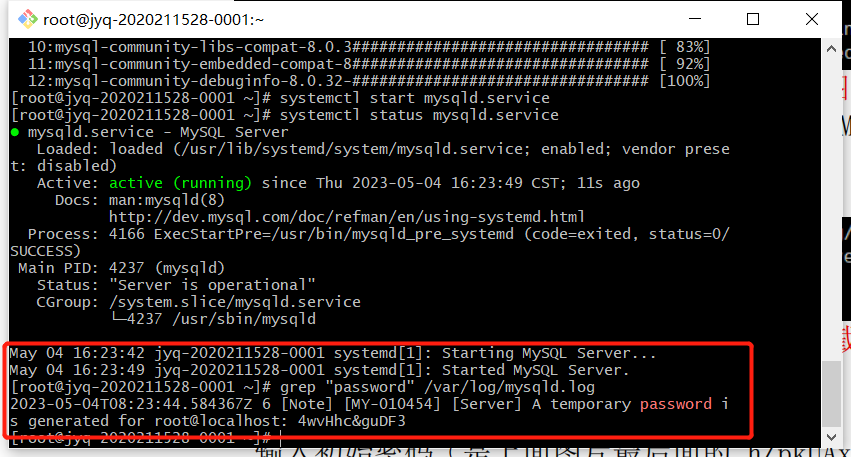 root@jyq-2020211528-0001:~
10:mysql-community-libs-compat-8.0.3################################# [ 83%]
11:mysql-community-embedded-compat-8################################# [ 92%]
12:mysql-community-debuginfo-8.0.32-################################# [100%]
[root@jyq-2020211528-0001 ~]# systemctl start mysqld.service
[root@jyq-2020211528-0001 ~]# systemctl status mysqld.service
● mysqld.service - MySQL Server
Loaded: loaded (/usr/lib/systemd/system/mysqld.service; enabled; vendor prese
t: disabled)
Active: active (running) since Thu 2023-05-04 16:23:49 CST; 11s ago
Docs: man:mysqld(8)
http://dev.mysql.com/doc/refman/en/using-systemd.html
Process: 4166 ExecStartPre=/usr/bin/mysqld_pre_systemd (code=exited, status=0/
SUCCESS)
Main PID: 4237 (mysqld)
Status: "Server is operational"
CGroup: /system.slice/mysqld.service
└─4237 /usr/sbin/mysqld
May 04 16:23:42 jyq-2020211528-0001 systemd[1]: Starting MySQL Server...
May 04 16:23:49 jyq-2020211528-0001 systemd[1]: Started MySQL Server.
[root@jyq-2020211528-0001 ~]# grep "password" /var/log/mysqld.log
2023-05-04T08:23:44.584367Z 6 [Note] [MY-010454] [Server] A temporary password i
s generated for root@localhost: 4wvHhc&guDF3
[root@jyq-2020211528-0001 ~]#